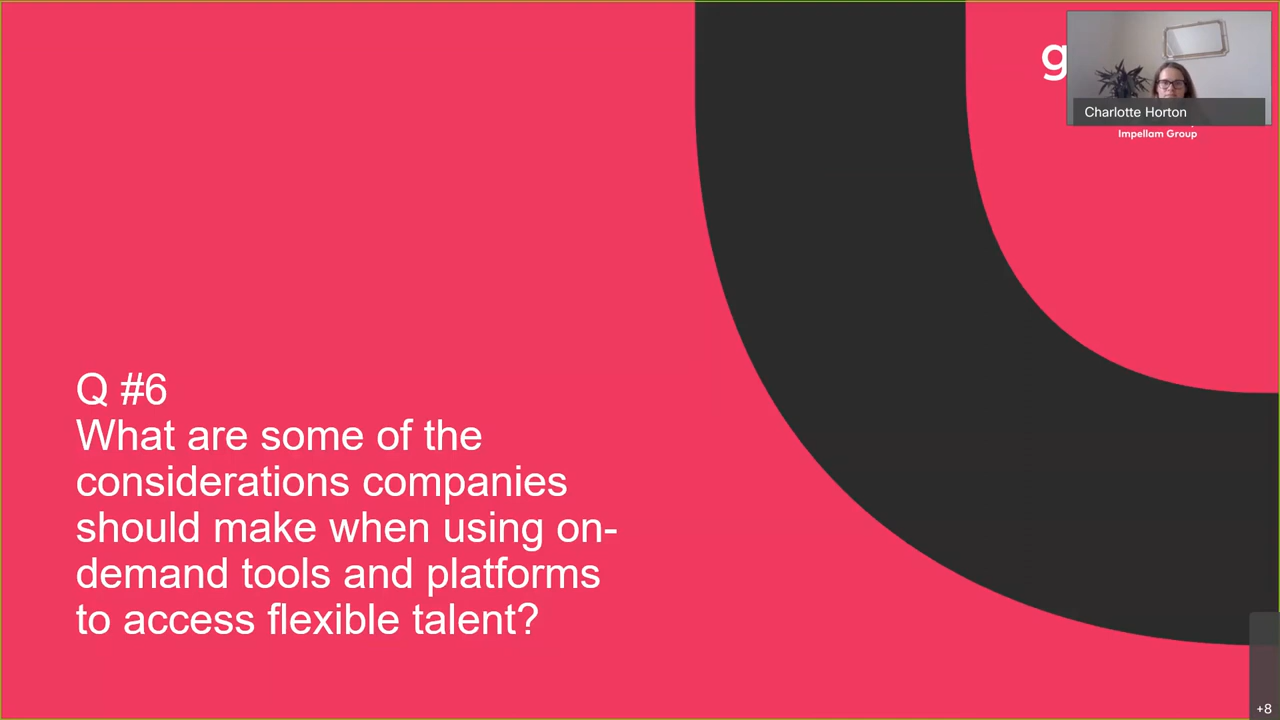 Charlotte Horton
Impellam Group
Q #6
What are some of the
considerations companies
should make when using on-
demand tools and platforms
to access flexible talent?
+8